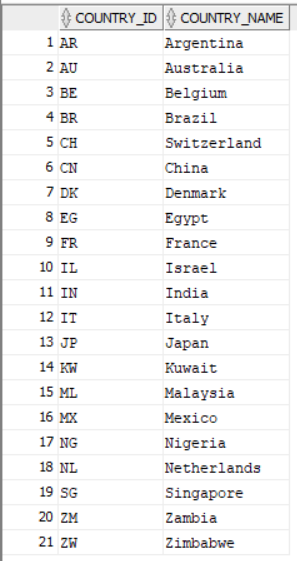 COUNTRY_ID COUNTRY_NAME
1 AR Argentina
2 AU Australia
3 BE Belgium
4 BR Brazil
5 CH Switzerland
6 CN China
7 DK Denmark
8 EG Egypt
9 FR France
10 IL Israel
11 IN India
12 IT Italy
13 JP Japan
14 KW Kuwait
15 ML Malaysia
16 MX Mexico
17 NG Nigeria
18 NL Netherlands
19 SG Singapore
20 ZM Zambia
21 ZW Zimbabwe